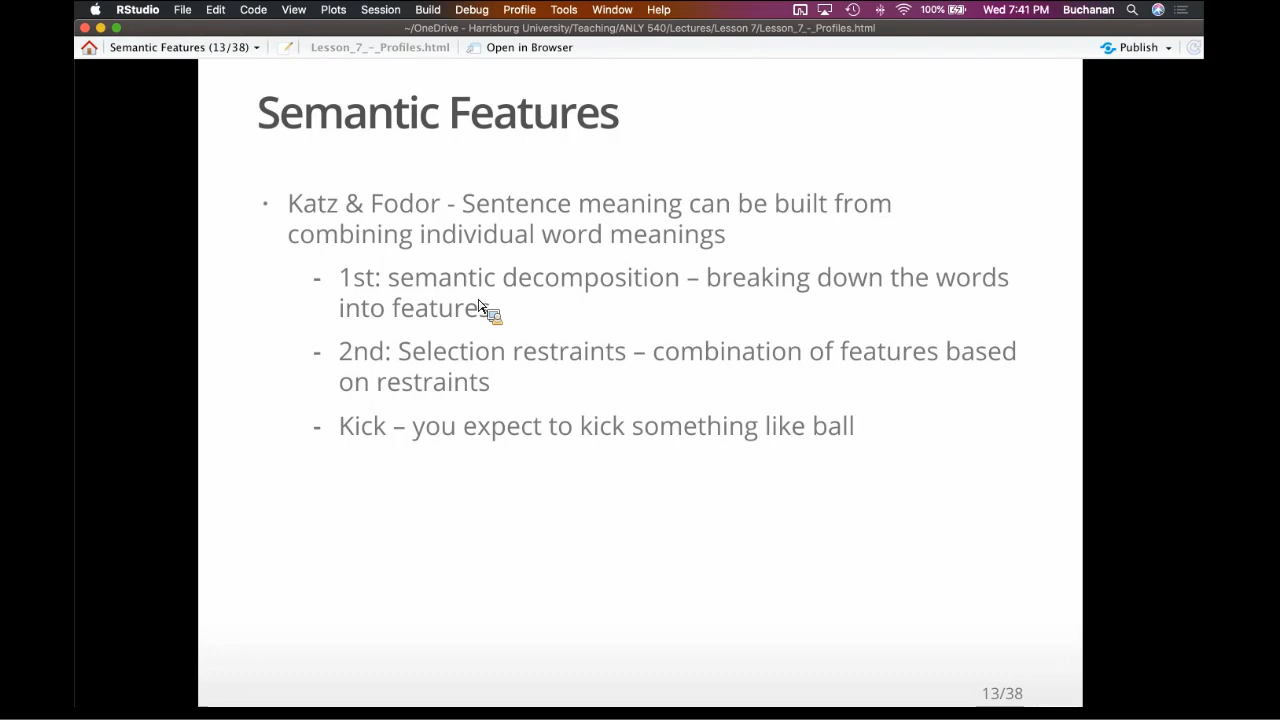 RStudio File Edit Code View Plots Session Build Debug Profile Tools Window Help 100% Wed 7:41 PM Buchanan
~/OneDrive - Harrisburg University/Teaching/ANLY 540/Lectures/Lesson 7/Lesson_7_-_Profiles.html
Semantic Features (13/38) Lesson_7_-_Profiles.html Open in Browser Publish
Semantic Features
• Katz & Fodor - Sentence meaning can be built from
combining individual word meanings
- 1st: semantic decomposition – breaking down the words
into features
- 2nd: Selection restraints – combination of features based
on restraints
- Kick – you expect to kick something like ball
13/38